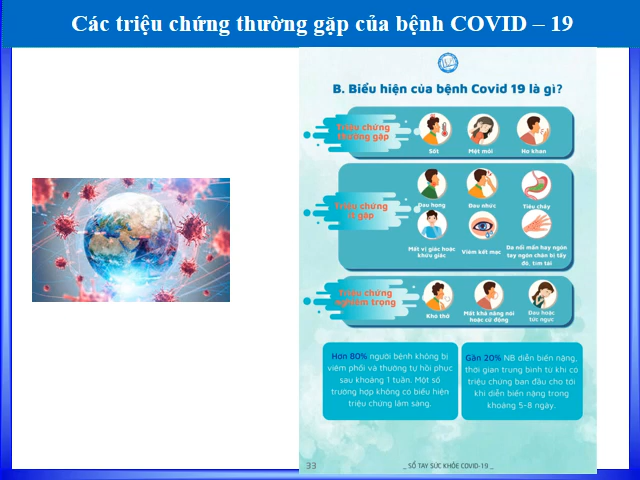 Các triệu chứng thường gặp của bệnh COVID – 19
B. Biểu hiện của bệnh Covid 19 là gì?
Triệu chứng
thường gặp
Sốt
Mệt mỏi
Ho khan
Triệu chứng
ít gặp
Đau họng
Đau nhức
Tiêu chảy
Mất vị giác hoặc
khứu giác
Viêm kết mạc
Da nổi mẩn hay ngón
tay ngón chân bị tấy
đỏ, tím tái
Triệu chứng
nghiêm trọng
Khó thở
Mất khả năng nói
hoặc cử động
Đau hoặc
tức ngực
Hơn 80% người bệnh không bị
viêm phổi và thường tự hồi phục
sau khoảng 1 tuần. Một số
trường hợp không có biểu hiện
triệu chứng lâm sàng.
Gần 20% NB diễn biến nặng,
thời gian trung bình từ khi có
triệu chứng ban đầu cho tới
khi diễn biến nặng trong
khoảng 5-8 ngày.
33
_ SỔ TAY SỨC KHỎE COVID-19 _